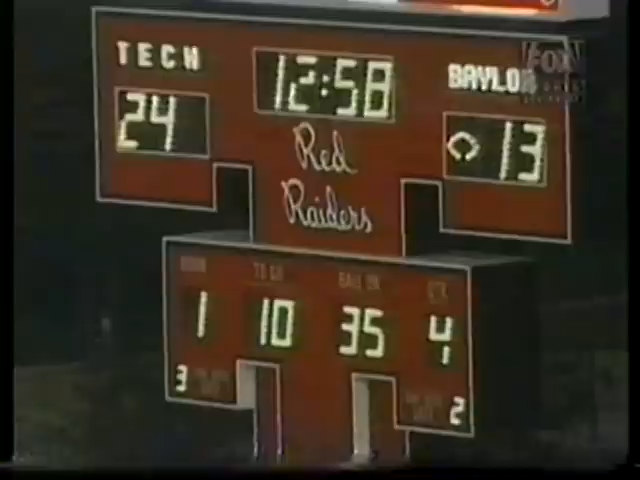 TECH
12:58
BAYLOR
FOX
24
13
Red
Raiders
DOWN
TO GO
BALL ON
QTR
1
10
35
4
3
2